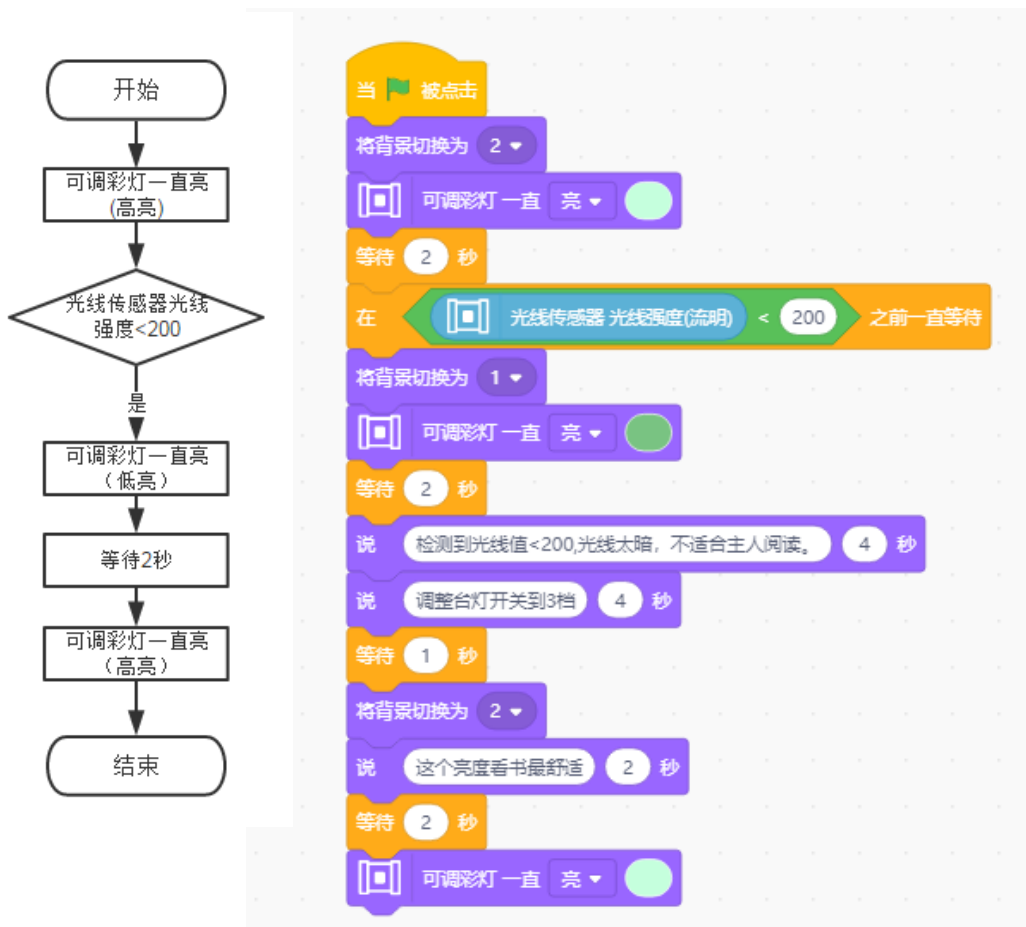 开始
可调彩灯一直亮
(高亮)
光线传感器光线
强度<200
是
可调彩灯一直亮
（低亮）
等待2秒
可调彩灯一直亮
（高亮）
结束
当 被点击
将背景切换为 2
可调彩灯 一直 亮
等待 2 秒
在 光线传感器 光线强度(流明) < 200 之前一直等待
将背景切换为 1
可调彩灯 一直 亮
等待 2 秒
说 检测到光线值<200,光线太暗，不适合主人阅读。 4 秒
说 调整台灯开关到3档 4 秒
等待 1 秒
将背景切换为 2
说 这个亮度看书最舒适 2 秒
等待 2 秒
可调彩灯 一直 亮